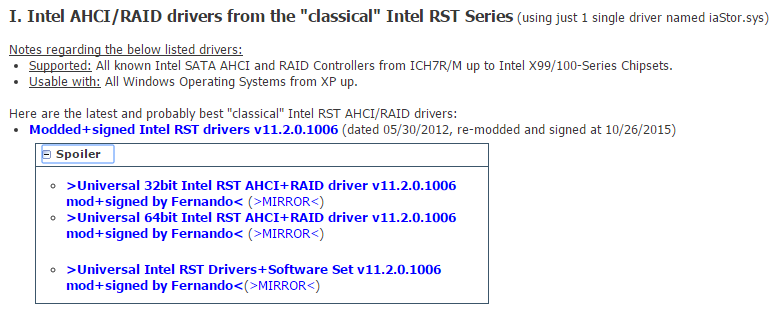 I. Intel AHCI/RAID drivers from the "classical" Intel RST Series (using just 1 single driver named iaStor.sys)
Notes regarding the below listed drivers:
• Supported: All known Intel SATA AHCI and RAID Controllers from ICH7R/M up to Intel X99/100-Series Chipsets.
• Usable with: All Windows Operating Systems from XP up.
Here are the latest and probably best "classical" Intel RST AHCI/RAID drivers:
• Modded+signed Intel RST drivers v11.2.0.1006 (dated 05/30/2012, re-modded and signed at 10/26/2015)
Spoiler
>Universal 32bit Intel RST AHCI+RAID driver v11.2.0.1006
mod+signed by Fernando< (>MIRROR<)
>Universal 64bit Intel RST AHCI+RAID driver v11.2.0.1006
mod+signed by Fernando< (>MIRROR<)
>Universal Intel RST Drivers+Software Set v11.2.0.1006
mod+signed by Fernando<(>MIRROR<)